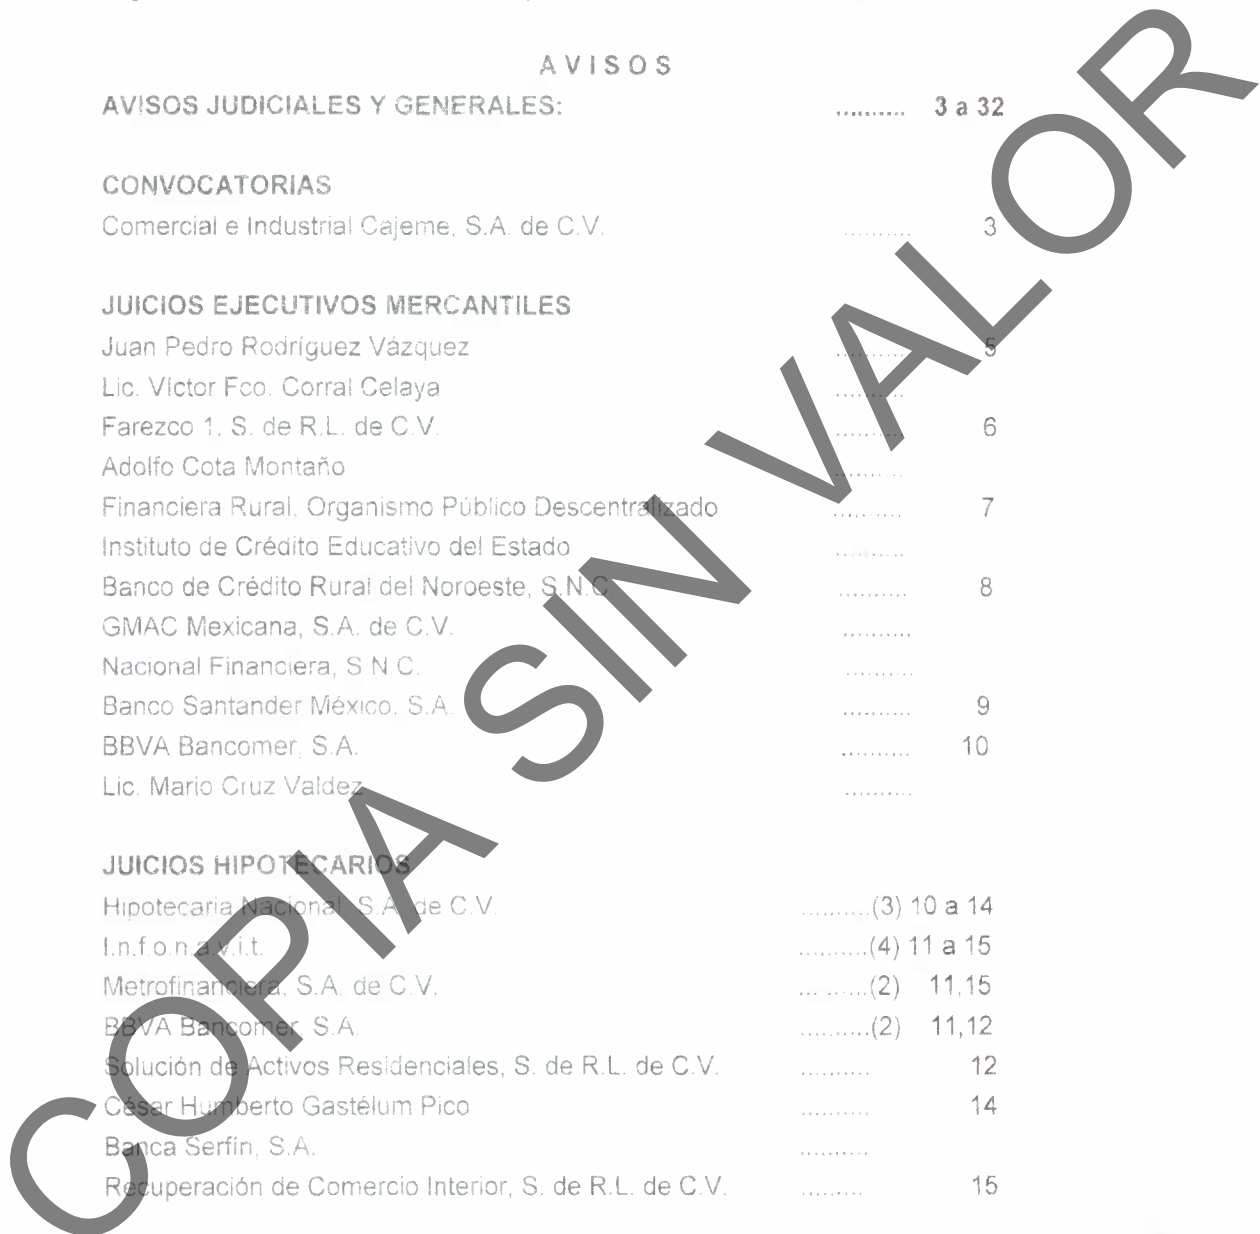 A V I S O S
AVISOS JUDICIALES Y GENERALES: .......... 3 a 32
CONVOCATORIAS
Comercial e Industrial Cajeme, S.A. de C.V. .......... 3
JUICIOS EJECUTIVOS MERCANTILES
Juan Pedro Rodríguez Vázquez .......... 5
Lic. Víctor Fco. Corral Celaya ..........
Farezco 1, S. de R.L. de C.V. .......... 6
Adolfo Cota Montaño ..........
Financiera Rural, Organismo Público Descentralizado .......... 7
Instituto de Crédito Educativo del Estado ..........
Banco de Crédito Rural del Noroeste, S.N.C .......... 8
GMAC Mexicana, S.A. de C.V. ..........
Nacional Financiera, S N C. ..........
Banco Santander México, S.A. .......... 9
BBVA Bancomer, S.A. .......... 10
Lic. Mario Cruz Valdez ..........
JUICIOS HIPOTECARIOS
Hipotecaria Nacional, S.A. de C.V. ..........(3) 10 a 14
I.n.f.o.n.a.v.i.t. ..........(4) 11 a 15
Metrofinanciera, S.A. de C.V. ..........(2) 11,15
BBVA Bancomer, S.A. ..........(2) 11,12
Solución de Activos Residenciales, S. de R.L. de C.V. .......... 12
César Humberto Gastélum Pico .......... 14
Banca Serfín, S.A. ..........
Recuperación de Comercio Interior, S. de R.L. de C.V. ......... 15
COPIA SIN VALOR